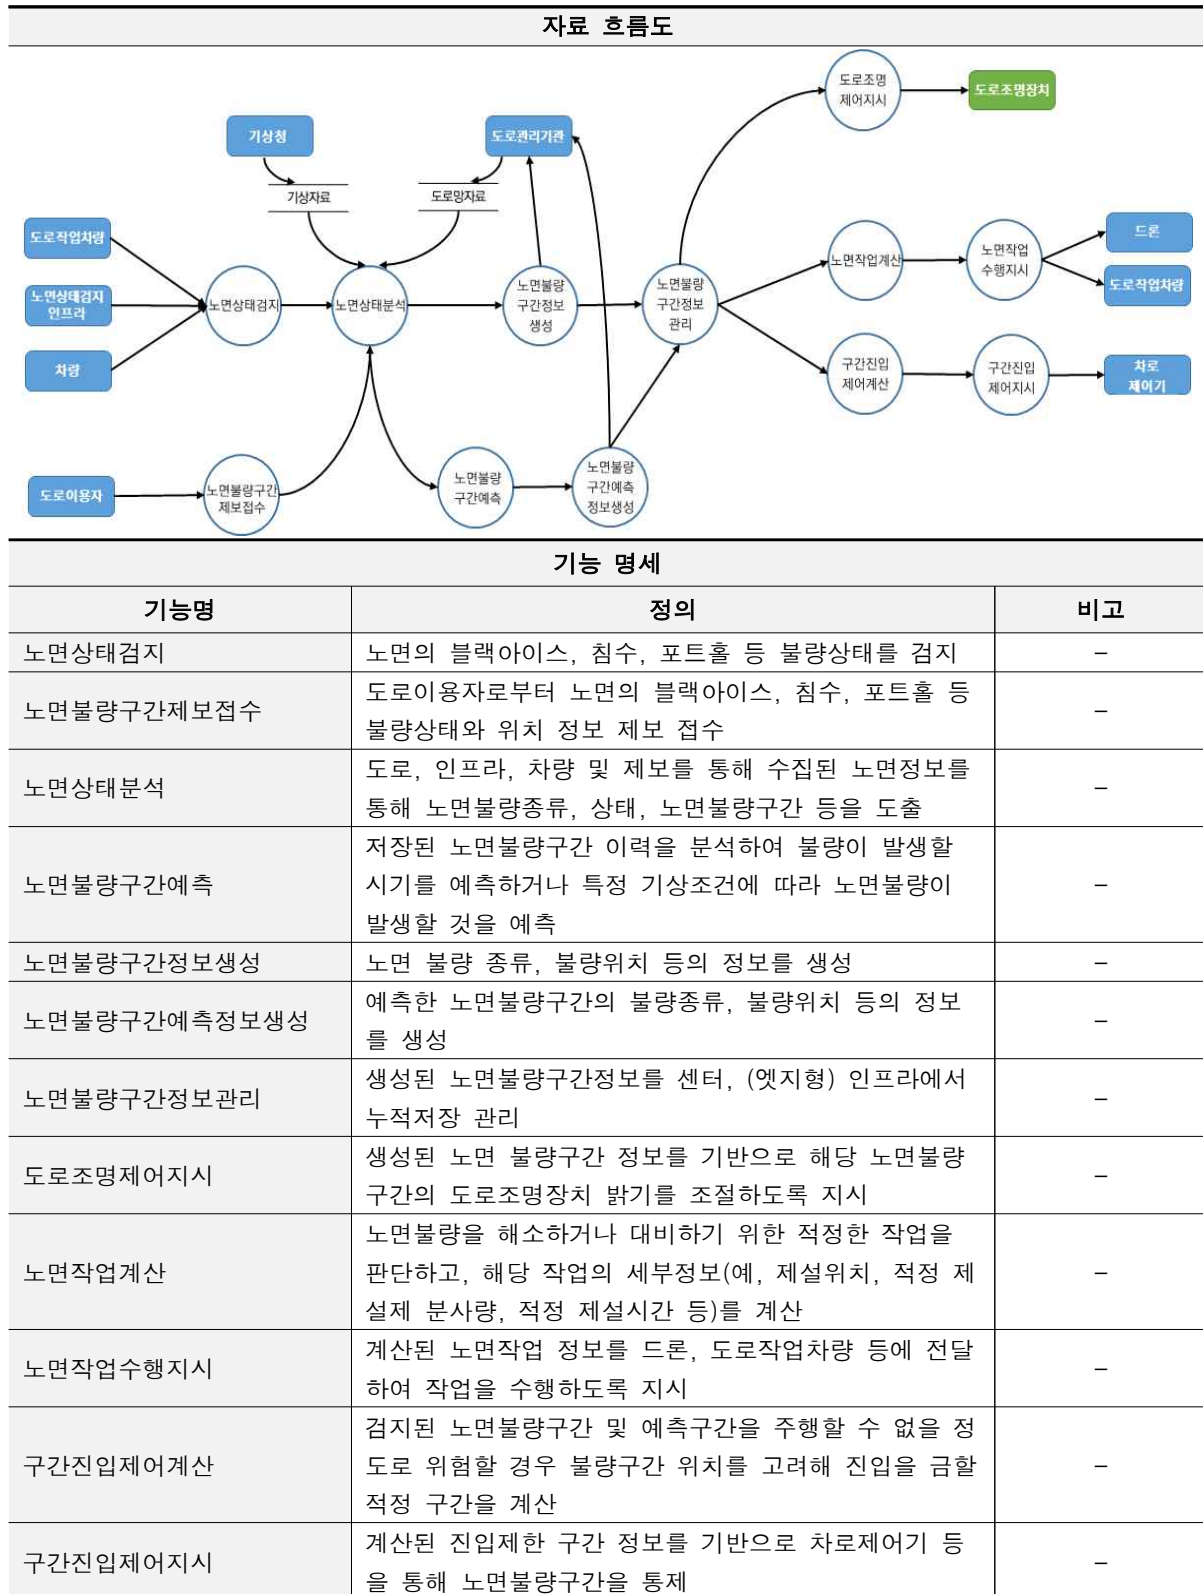 자료 흐름도
도로조명
제어지시
도로조명장치
기상청
도로관리기관
기상자료
도로망자료
도로작업차량
노면상태검지
인프라
차량
노면상태검지
노면상태분석
노면불량
구간정보
생성
노면불량
구간정보
관리
노면작업계산
노면작업
수행지시
드론
도로작업차량
구간진입
제어계산
구간진입
제어지시
차로
제어기
도로이용자
노면불량구간
제보접수
노면불량
구간예측
노면불량
구간예측
정보생성
기능 명세
기능명 정의 비고
노면상태검지 노면의 블랙아이스, 침수, 포트홀 등 불량상태를 검지 –
노면불량구간제보접수 도로이용자로부터 노면의 블랙아이스, 침수, 포트홀 등
불량상태와 위치 정보 제보 접수 –
노면상태분석 도로, 인프라, 차량 및 제보를 통해 수집된 노면정보를
통해 노면불량종류, 상태, 노면불량구간 등을 도출 –
노면불량구간예측 저장된 노면불량구간 이력을 분석하여 불량이 발생할
시기를 예측하거나 특정 기상조건에 따라 노면불량이
발생할 것을 예측 –
노면불량구간정보생성 노면 불량 종류, 불량위치 등의 정보를 생성 –
노면불량구간예측정보생성 예측한 노면불량구간의 불량종류, 불량위치 등의 정보
를 생성 –
노면불량구간정보관리 생성된 노면불량구간정보를 센터, (엣지형) 인프라에서
누적저장 관리 –
도로조명제어지시 생성된 노면 불량구간 정보를 기반으로 해당 노면불량
구간의 도로조명장치 밝기를 조절하도록 지시 –
노면작업계산 노면불량을 해소하거나 대비하기 위한 적정한 작업을
판단하고, 해당 작업의 세부정보(예, 제설위치, 적정 제
설제 분사량, 적정 제설시간 등)를 계산 –
노면작업수행지시 계산된 노면작업 정보를 드론, 도로작업차량 등에 전달
하여 작업을 수행하도록 지시 –
구간진입제어계산 검지된 노면불량구간 및 예측구간을 주행할 수 없을 정
도로 위험할 경우 불량구간 위치를 고려해 진입을 금할
적정 구간을 계산 –
구간진입제어지시 계산된 진입제한 구간 정보를 기반으로 차로제어기 등
을 통해 노면불량구간을 통제 –